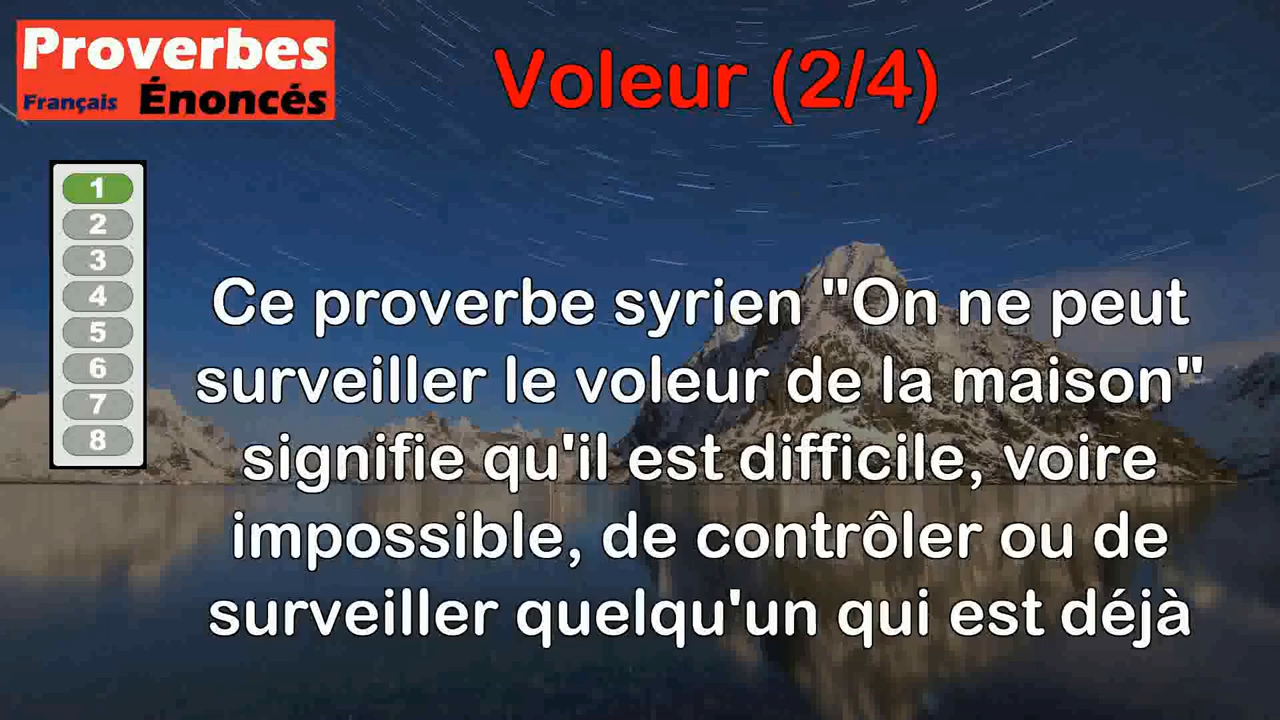 Proverbes
Français Énoncés
Voleur (2/4)
1
2
3
4
5
6
7
8
Ce proverbe syrien "On ne peut
surveiller le voleur de la maison"
signifie qu'il est difficile, voire
impossible, de contrôler ou de
surveiller quelqu'un qui est déjà